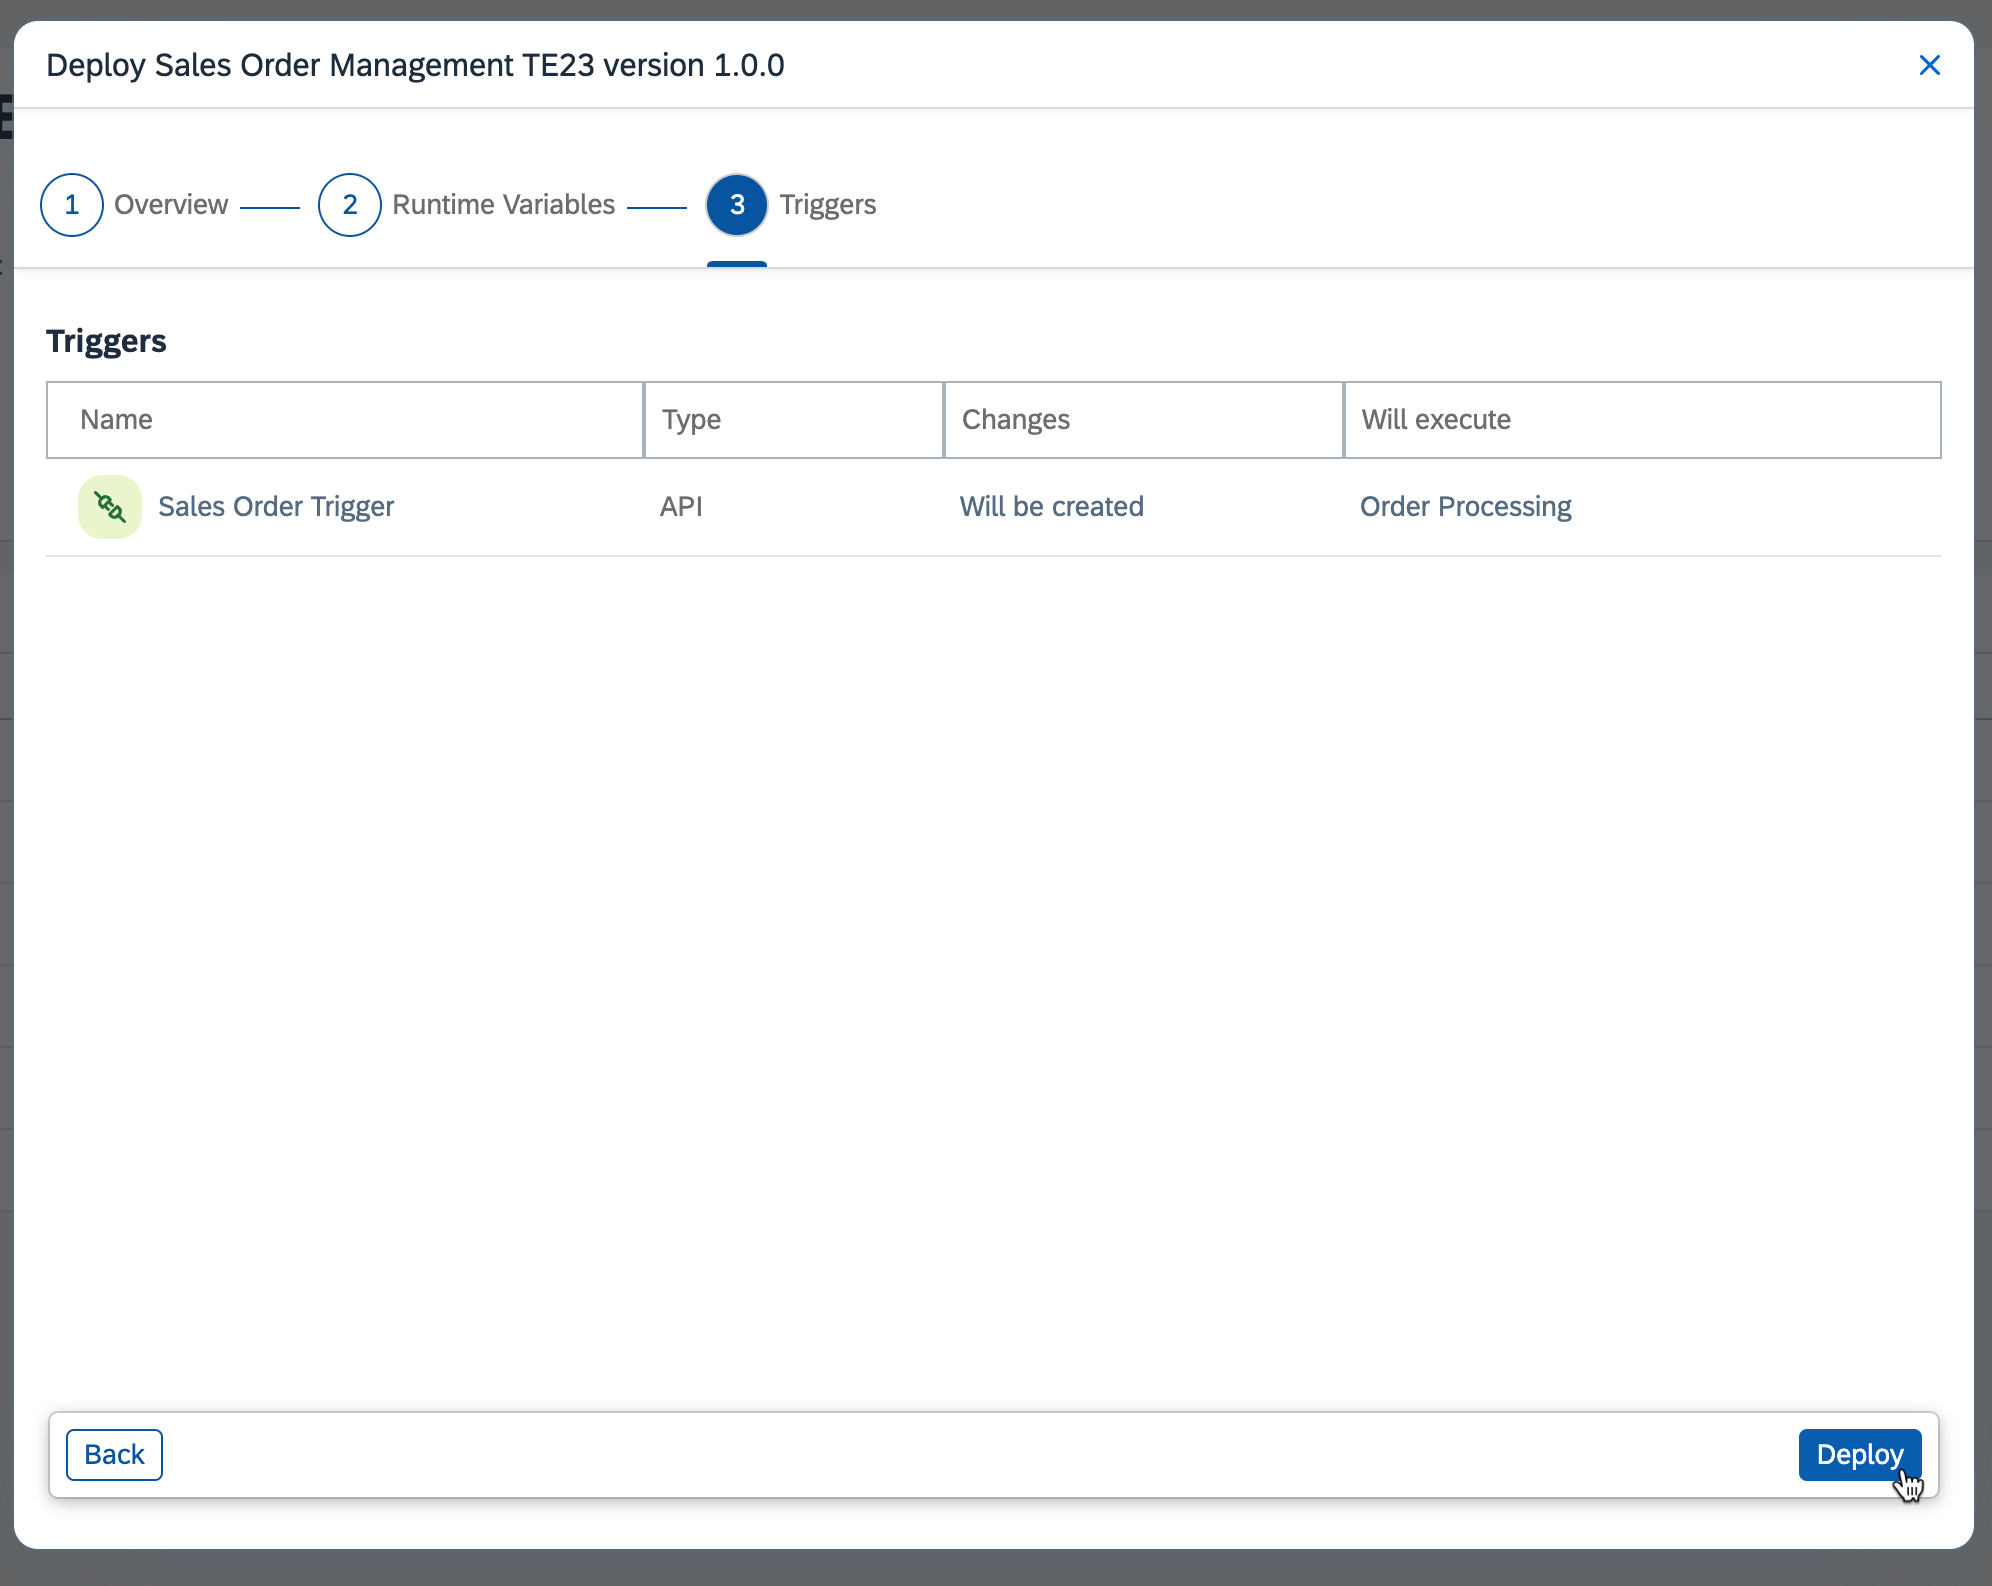 Deploy Sales Order Management TE23 version 1.0.0
1 Overview 2 Runtime Variables 3 Triggers
Triggers
Name Type Changes Will execute
Sales Order Trigger API Will be created Order Processing
Back Deploy